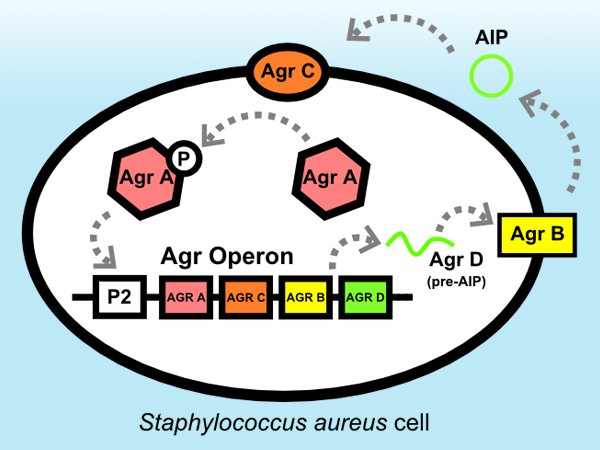 AIP
Agr C
P
Agr A
Agr A
Agr B
Agr Operon
Agr D
(pre-AIP)
P2
AGR A
AGR C
AGR B
AGR D
Staphylococcus aureus cell